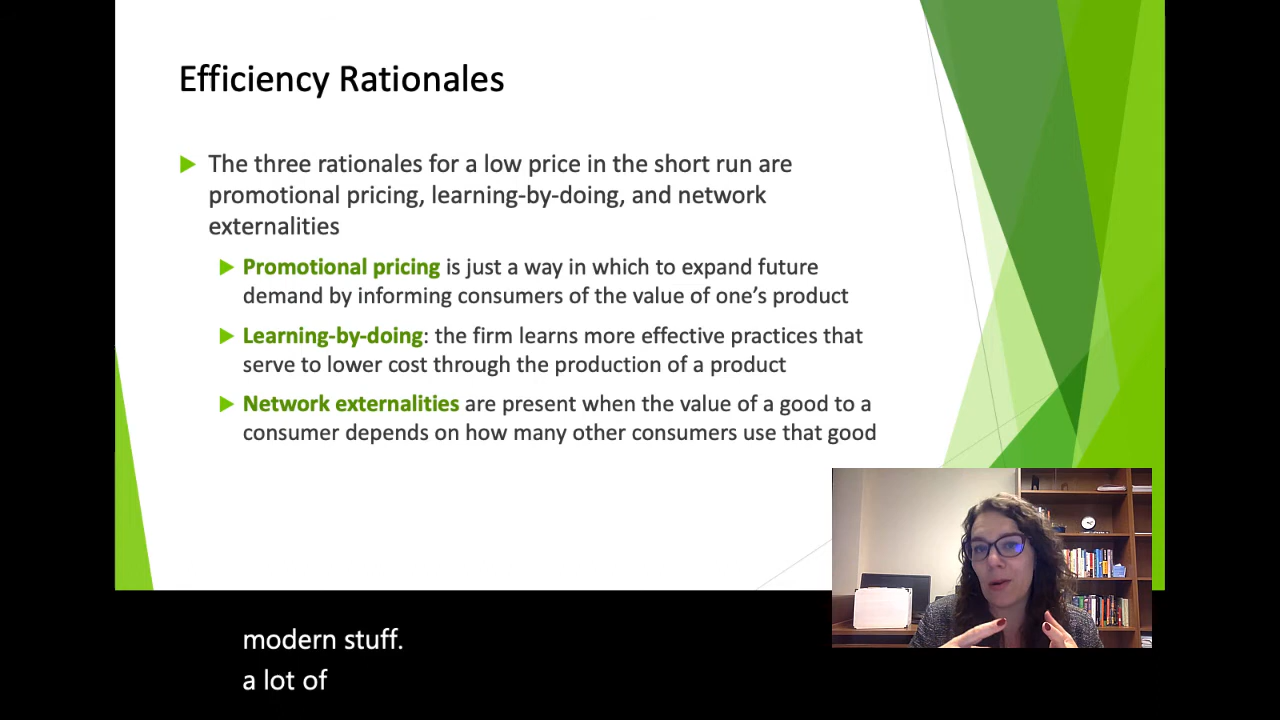 Efficiency Rationales
The three rationales for a low price in the short run are
promotional pricing, learning-by-doing, and network
externalities
Promotional pricing is just a way in which to expand future
demand by informing consumers of the value of one’s product
Learning-by-doing: the firm learns more effective practices that
serve to lower cost through the production of a product
Network externalities are present when the value of a good to a
consumer depends on how many other consumers use that good
modern stuff.
a lot of